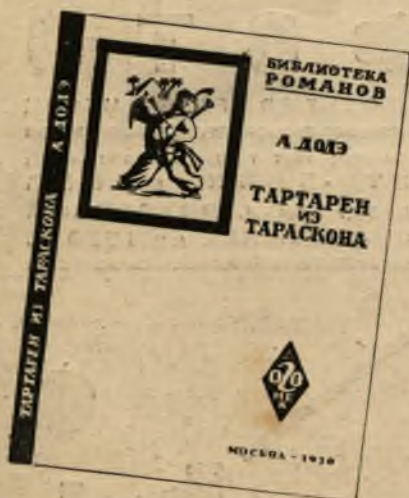 ТАРТАРЕН ИЗ ТАРАСКОНА А ДОДЭ
БИБЛИОТЕКА
РОМАНОВ
А ДОДЭ
ТАРТАРЕН
ИЗ
ТАРАСКОНА
МОСКВА - 1930